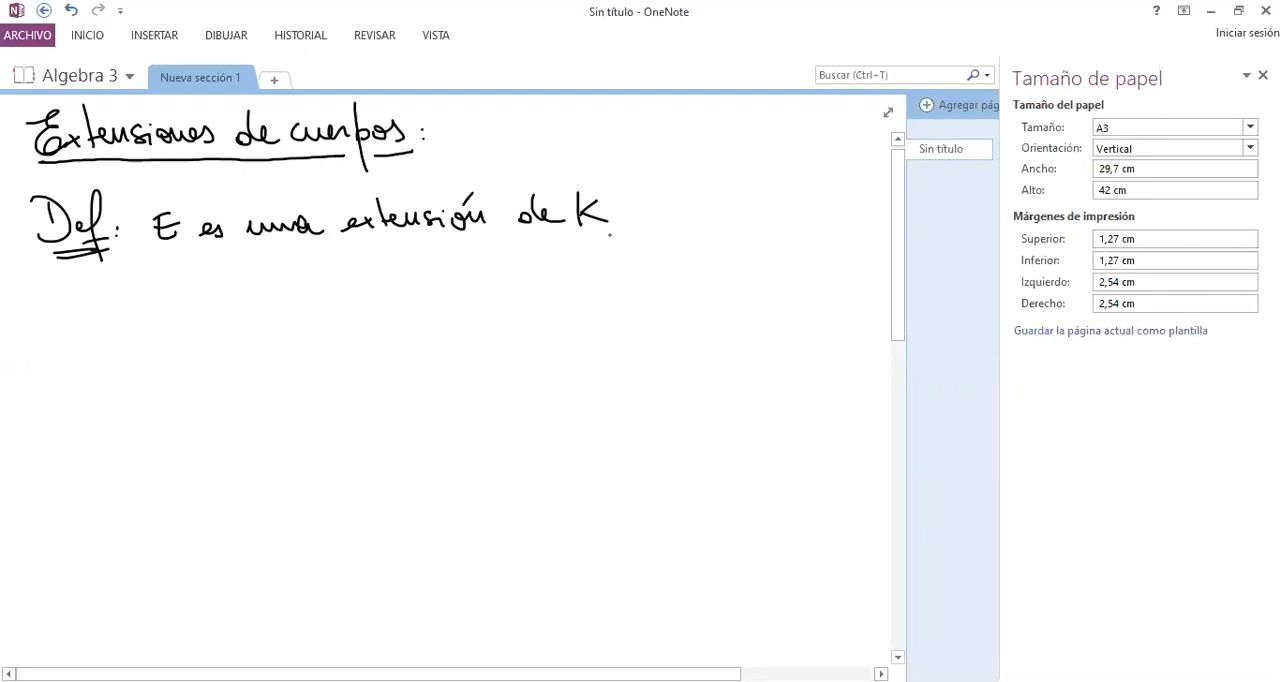 Sin título - OneNote
?
ARCHIVO INICIO INSERTAR DIBUJAR HISTORIAL REVISAR VISTA
Iniciar sesión
Algebra 3
Nueva sección 1
+
Buscar (Ctrl+T)
Agregar pág
Sin título
Extensiones de cuerpos:
Def: E es una extensión de K
Tamaño de papel
Tamaño del papel
Tamaño: A3
Orientación: Vertical
Ancho: 29,7 cm
Alto: 42 cm
Márgenes de impresión
Superior: 1,27 cm
Inferior: 1,27 cm
Izquierdo: 2,54 cm
Derecho: 2,54 cm
Guardar la página actual como plantilla